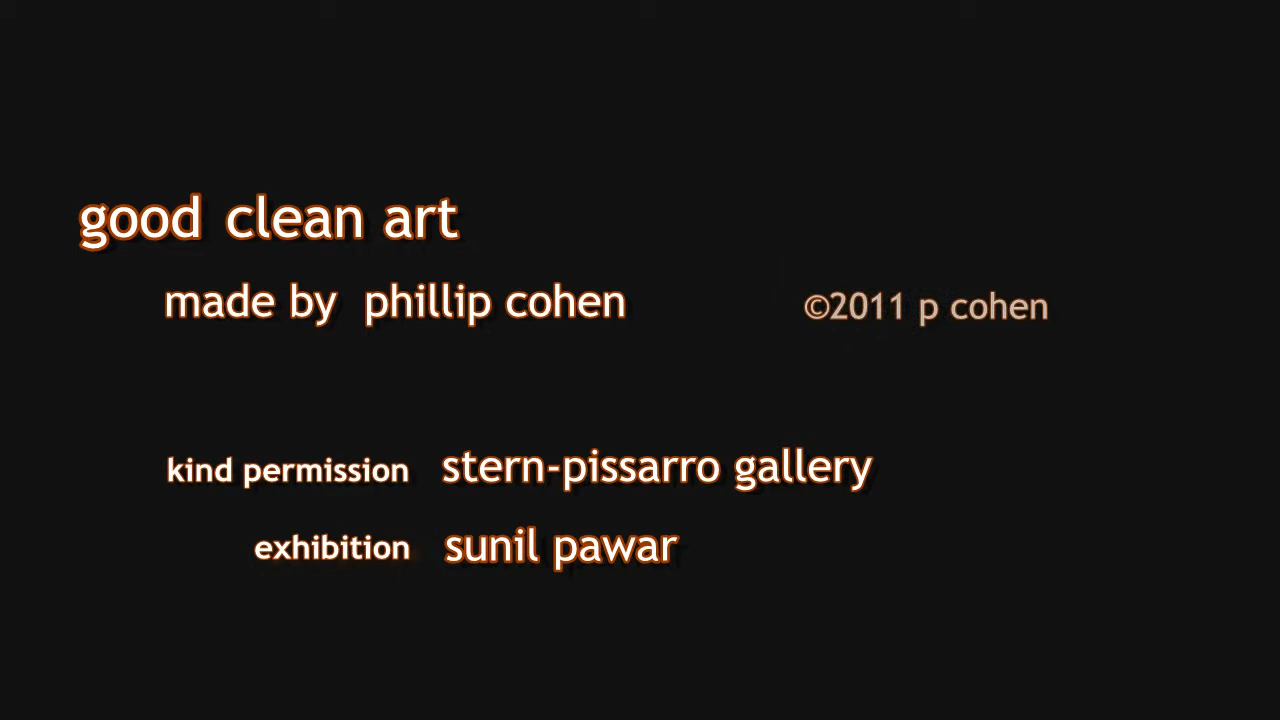 good clean art
made by phillip cohen ©2011 p cohen
kind permission stern-pissarro gallery
exhibition sunil pawar